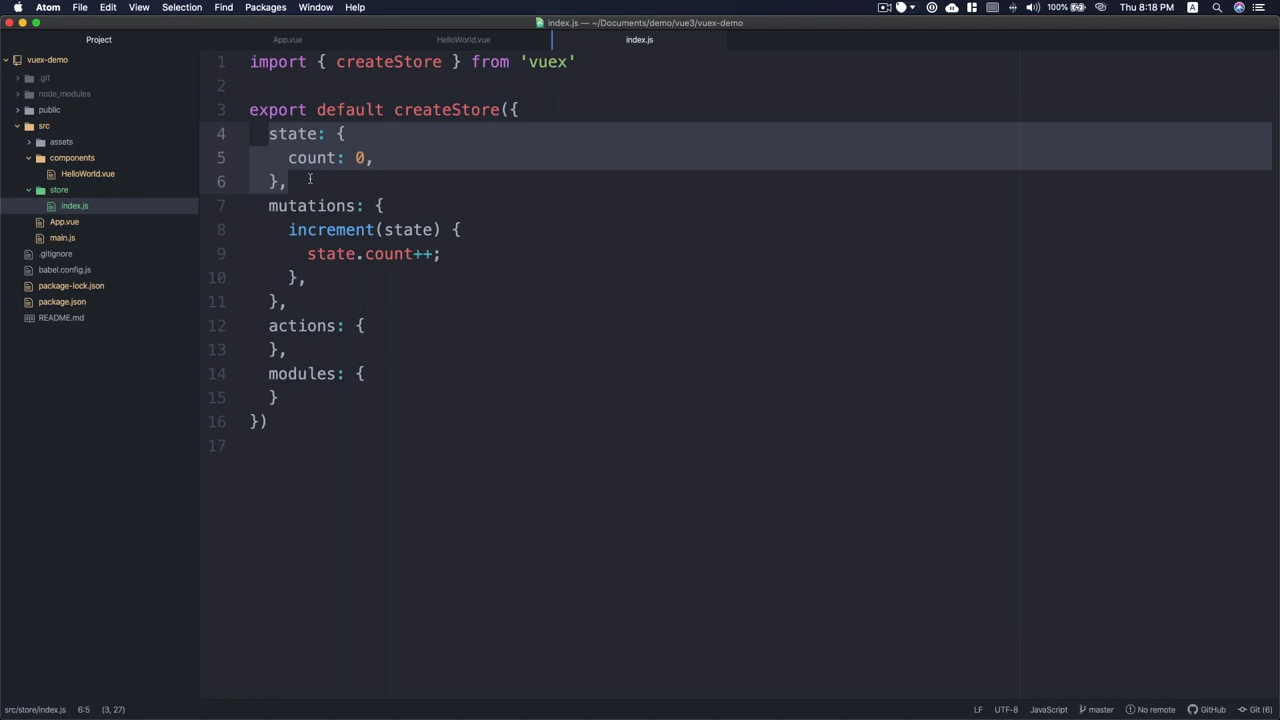 Atom File Edit View Selection Find Packages Window Help 100% A Thu 8:18 PM
index.js — ~/Documents/demo/vue3/vuex-demo
Project App.vue HelloWorld.vue index.js
vuex-demo
.git
node_modules
public
src
assets
components
HelloWorld.vue
store
index.js
App.vue
main.js
.gitignore
babel.config.js
package-lock.json
package.json
README.md
1 import { createStore } from 'vuex'
2
3 export default createStore({
4 state: {
5 count: 0,
6 },
7 mutations: {
8 increment(state) {
9 state.count++;
10 },
11 },
12 actions: {
13 },
14 modules: {
15 }
16 })
17
src/store/index.js 6:5 (3, 27) LF UTF-8 JavaScript master No remote GitHub Git (6)